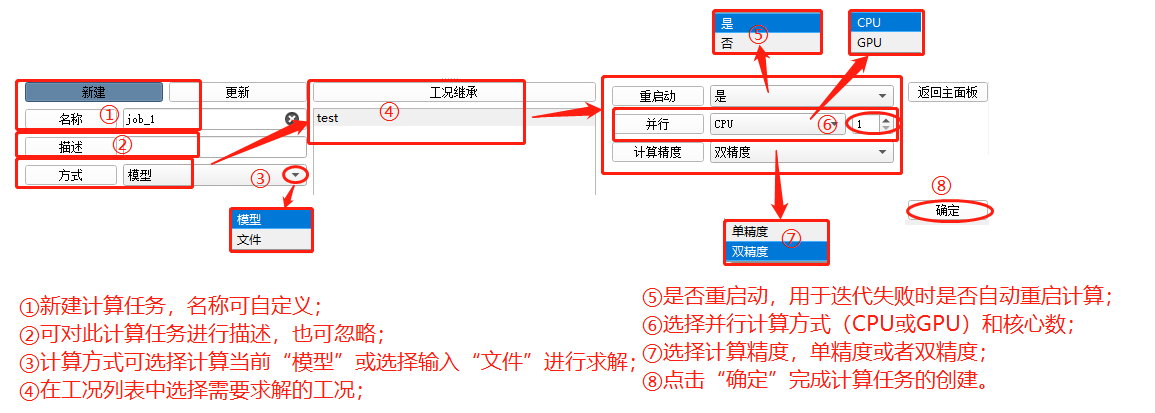 是
否
⑤
CPU
GPU
新建
更新
工况继承
重启动
是
返回主面板
①
名称
job_1
④
test
并行
CPU
⑥
1
描述
②
计算精度
双精度
方式
模型
③
⑧
确定
模型
文件
单精度
双精度
⑦
①新建计算任务，名称可自定义；
②可对此计算任务进行描述，也可忽略；
③计算方式可选择计算当前“模型”或选择输入“文件”进行求解；
④在工况列表中选择需要求解的工况；
⑤是否重启动，用于迭代失败时是否自动重启计算；
⑥选择并行计算方式（CPU或GPU）和核心数；
⑦选择计算精度，单精度或者双精度；
⑧点击“确定”完成计算任务的创建。